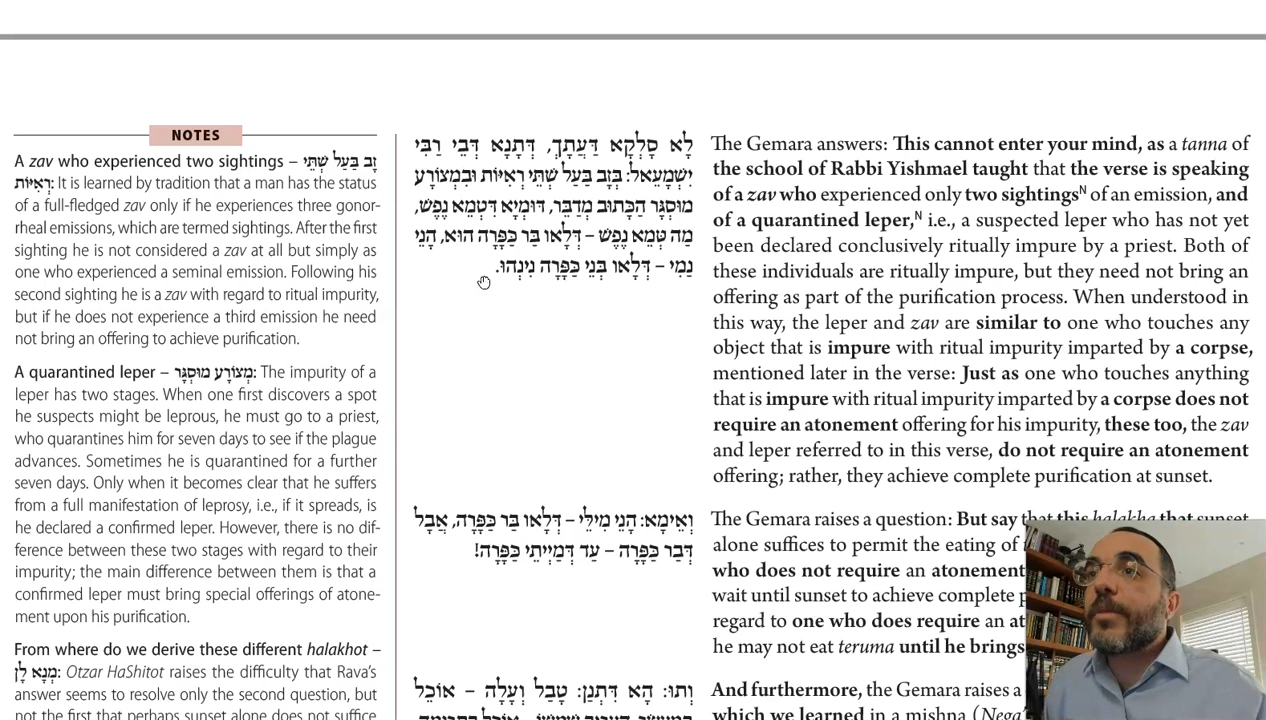 NOTES
A zav who experienced two sightings – זָב בַּעַל שְׁתֵּי
רְאִיּוֹת: It is learned by tradition that a man has the status
of a full-fledged zav only if he experiences three gonor-
rheal emissions, which are termed sightings. After the first
sighting he is not considered a zav at all but simply as
one who experienced a seminal emission. Following his
second sighting he is a zav with regard to ritual impurity,
but if he does not experience a third emission he need
not bring an offering to achieve purification.
A quarantined leper – מְצוֹרָע מוּסְגָּר: The impurity of a
leper has two stages. When one first discovers a spot
he suspects might be leprous, he must go to a priest,
who quarantines him for seven days to see if the plague
advances. Sometimes he is quarantined for a further
seven days. Only when it becomes clear that he suffers
from a full manifestation of leprosy, i.e., if it spreads, is
he declared a confirmed leper. However, there is no dif-
ference between these two stages with regard to their
impurity; the main difference between them is that a
confirmed leper must bring special offerings of atone-
ment upon his purification.
From where do we derive these different halakhot –
מְנָא לָן: Otzar HaShitot raises the difficulty that Rava's
answer seems to resolve only the second question, but
not the first that perhaps sunset alone does not suffice
לָא סָלְקָא דַּעְתָּךְ, דְּתָנָא דְּבֵי רַבִּי
יִשְׁמָעֵאל: בְּזָב בַּעַל שְׁתֵּי רְאִיּוֹת וּבִמְצוֹרָע
מוּסְגָּר הַכָּתוּב מְדַבֵּר, דּוּמְיָא דִּטְמֵא נֶפֶשׁ,
מַה טְּמֵא נֶפֶשׁ – דְּלָאו בַּר כַּפָּרָה הוּא, הָנֵי
נַמִי – דְּלָאו בְּנֵי כַּפָּרָה נִינְהוּ.
וְאֵימָא: הָנֵי מִילֵּי – דְּלָאו בַּר כַּפָּרָה, אֲבָל
דְּבַר כַּפָּרָה – עַד דְּמַיְיתֵי כַּפָּרָה!
וְתוּ: הָא דִּתְנַן: טָבַל וְעָלָה – אוֹכֵל
The Gemara answers: This cannot enter your mind, as a tanna of
the school of Rabbi Yishmael taught that the verse is speaking
of a zav who experienced only two sightingsᴺ of an emission, and
of a quarantined leper,ᴺ i.e., a suspected leper who has not yet
been declared conclusively ritually impure by a priest. Both of
these individuals are ritually impure, but they need not bring an
offering as part of the purification process. When understood in
this way, the leper and zav are similar to one who touches any
object that is impure with ritual impurity imparted by a corpse,
mentioned later in the verse: Just as one who touches anything
that is impure with ritual impurity imparted by a corpse does not
require an atonement offering for his impurity, these too, the zav
and leper referred to in this verse, do not require an atonement
offering; rather, they achieve complete purification at sunset.
The Gemara raises a question: But say that this halakha that sunset
alone suffices to permit the eating of
who does not require an atonement
wait until sunset to achieve complete
regard to one who does require an
he may not eat teruma until he brings
And furthermore, the Gemara raises a
which we learned in a mishna